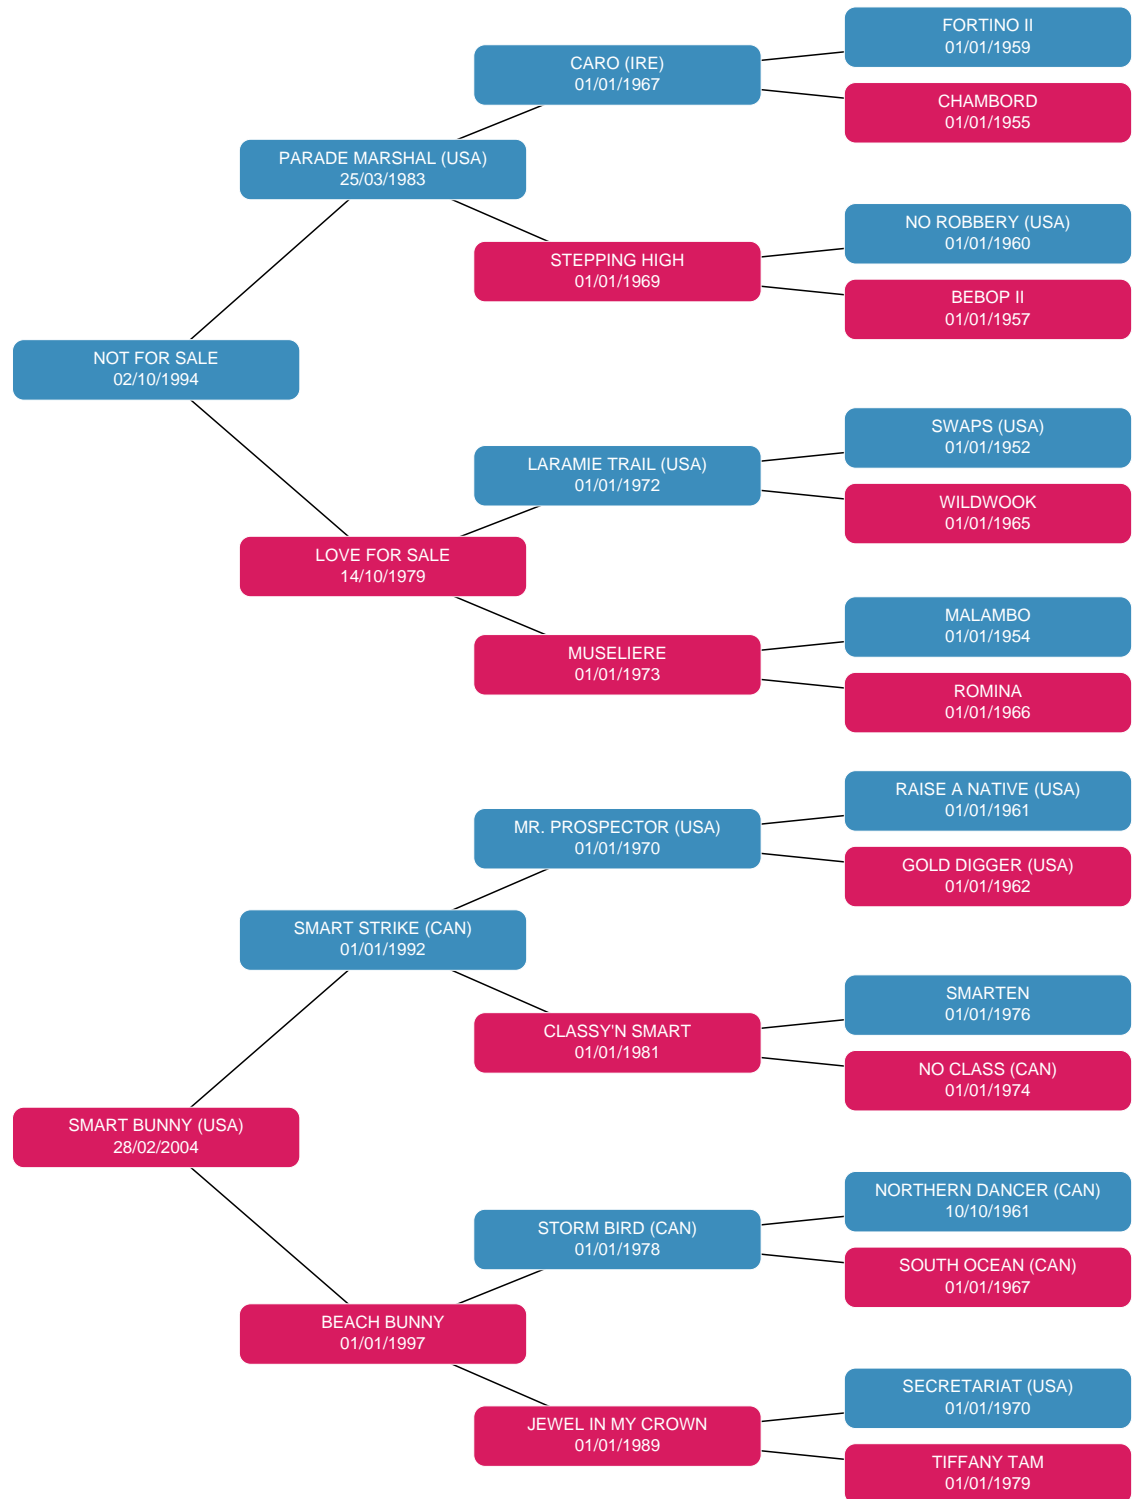 FORTINO II
01/01/1959
CARO (IRE)
01/01/1967
CHAMBORD
01/01/1955
PARADE MARSHAL (USA)
25/03/1983
NO ROBBERY (USA)
01/01/1960
STEPPING HIGH
01/01/1969
BEBOP II
01/01/1957
NOT FOR SALE
02/10/1994
SWAPS (USA)
01/01/1952
LARAMIE TRAIL (USA)
01/01/1972
WILDWOOK
01/01/1965
LOVE FOR SALE
14/10/1979
MALAMBO
01/01/1954
MUSELIERE
01/01/1973
ROMINA
01/01/1966
RAISE A NATIVE (USA)
01/01/1961
MR. PROSPECTOR (USA)
01/01/1970
GOLD DIGGER (USA)
01/01/1962
SMART STRIKE (CAN)
01/01/1992
SMARTEN
01/01/1976
CLASSY'N SMART
01/01/1981
NO CLASS (CAN)
01/01/1974
SMART BUNNY (USA)
28/02/2004
NORTHERN DANCER (CAN)
10/10/1961
STORM BIRD (CAN)
01/01/1978
SOUTH OCEAN (CAN)
01/01/1967
BEACH BUNNY
01/01/1997
SECRETARIAT (USA)
01/01/1970
JEWEL IN MY CROWN
01/01/1989
TIFFANY TAM
01/01/1979